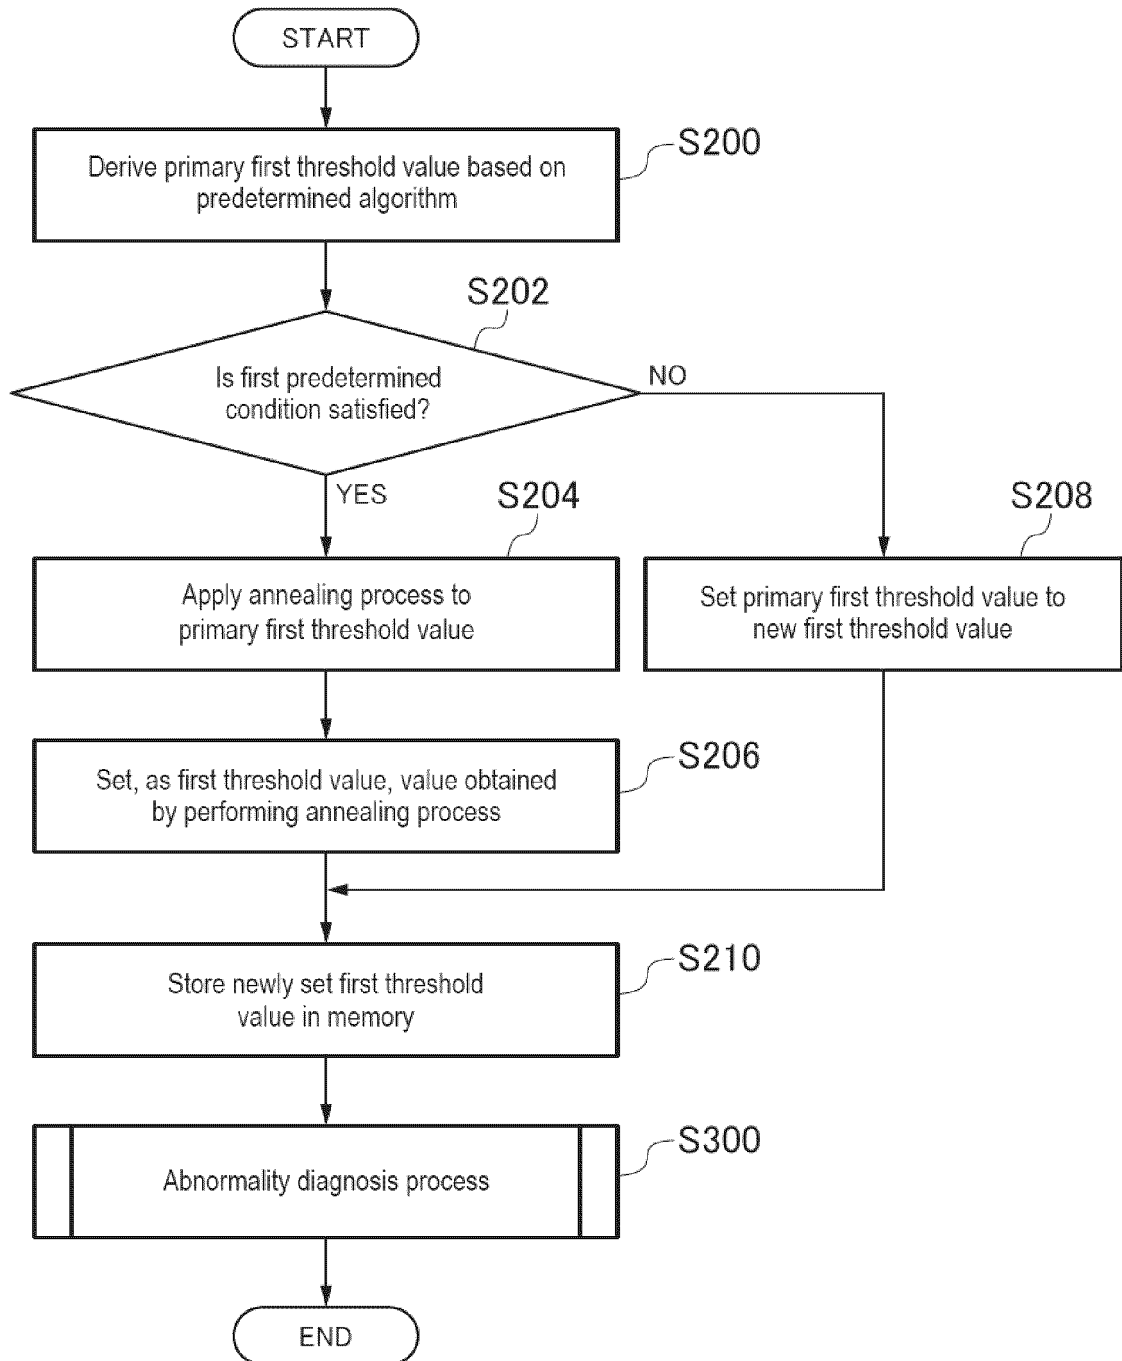 START
S200
Derive primary first threshold value based on
predetermined algorithm
S202
Is first predetermined
condition satisfied?
NO
YES
S204
Apply annealing process to
primary first threshold value
S208
Set primary first threshold value to
new first threshold value
S206
Set, as first threshold value, value obtained
by performing annealing process
S210
Store newly set first threshold
value in memory
S300
Abnormality diagnosis process
END